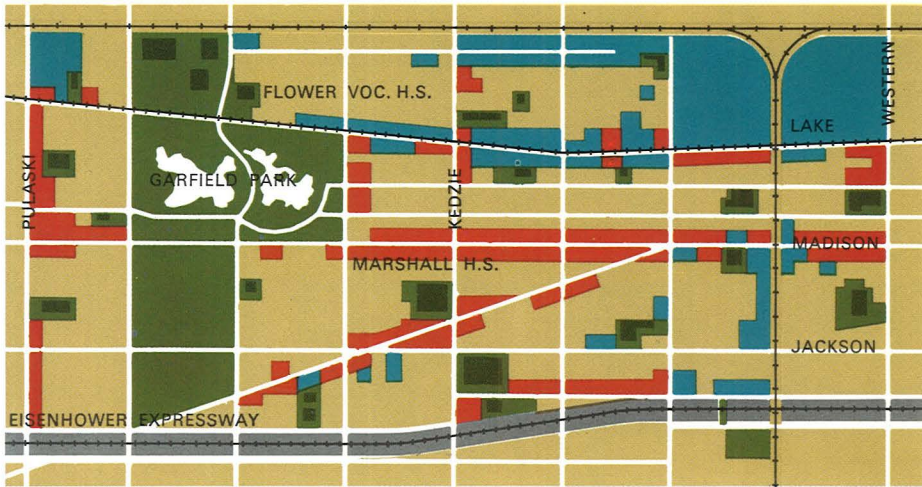 WESTERN
FLOWER VOC. H.S.
LAKE
PULASKI
GARFIELD PARK
KEDZIE
MADISON
MARSHALL H.S.
JACKSON
EISENHOWER EXPRESSWAY